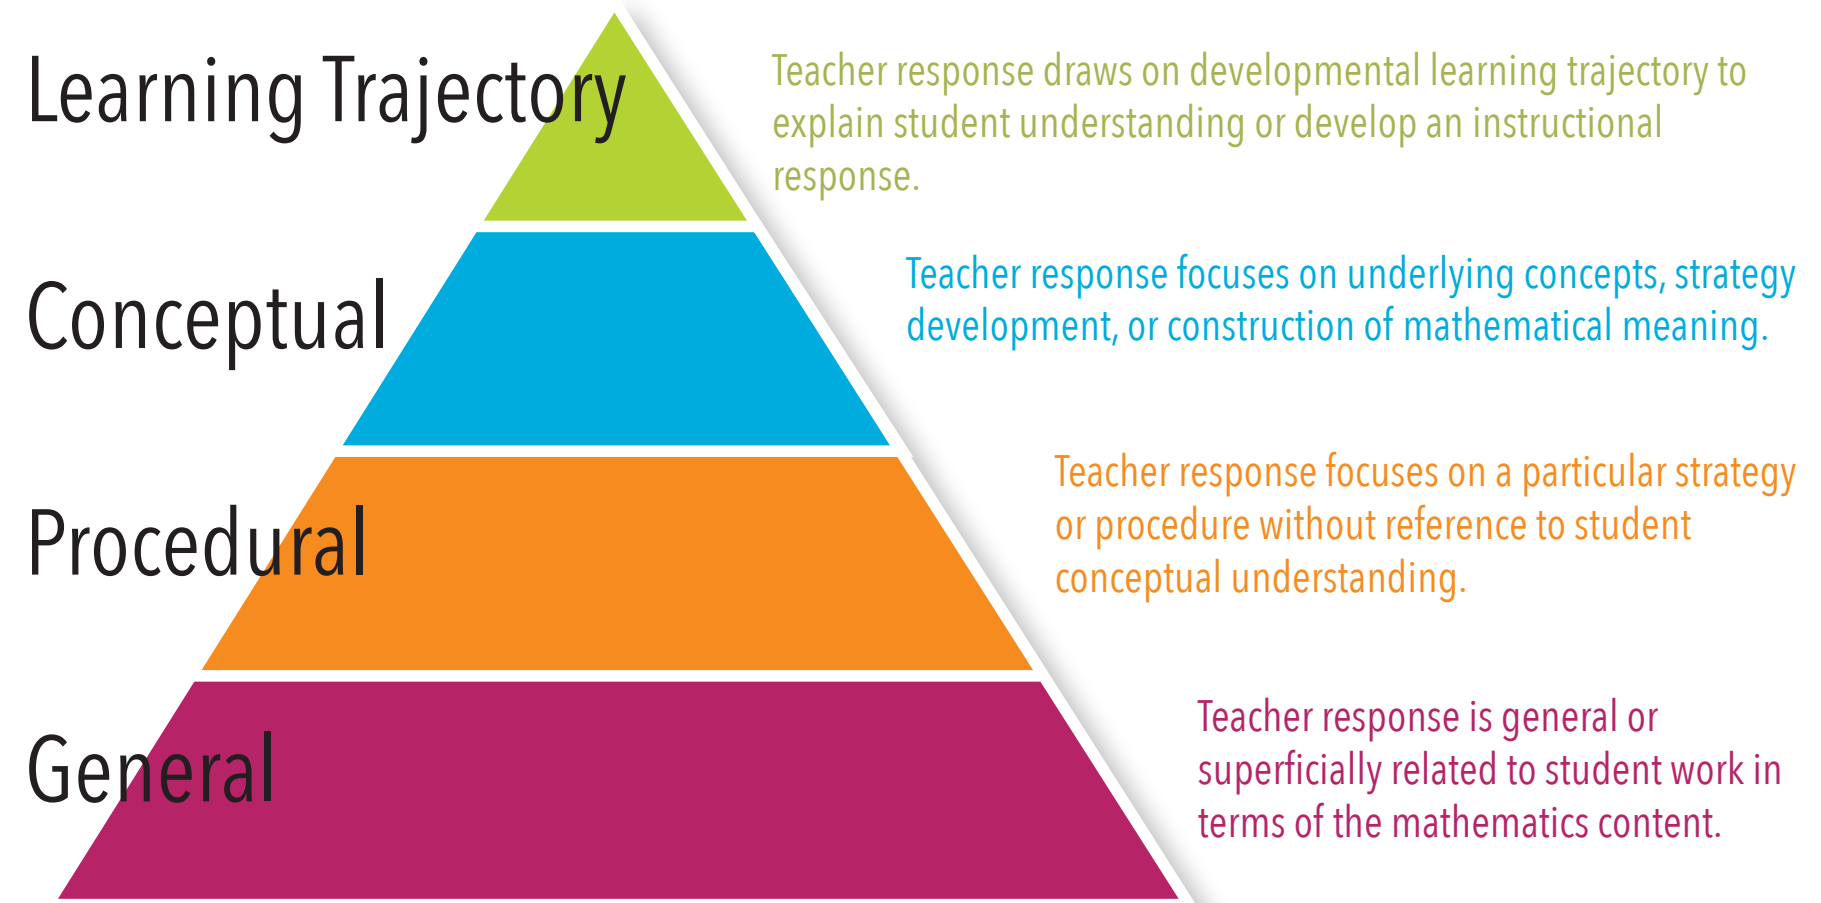 Learning Trajectory
Teacher response draws on developmental learning trajectory to
explain student understanding or develop an instructional
response.
Conceptual
Teacher response focuses on underlying concepts, strategy
development, or construction of mathematical meaning.
Procedural
Teacher response focuses on a particular strategy
or procedure without reference to student
conceptual understanding.
General
Teacher response is general or
superficially related to student work in
terms of the mathematics content.